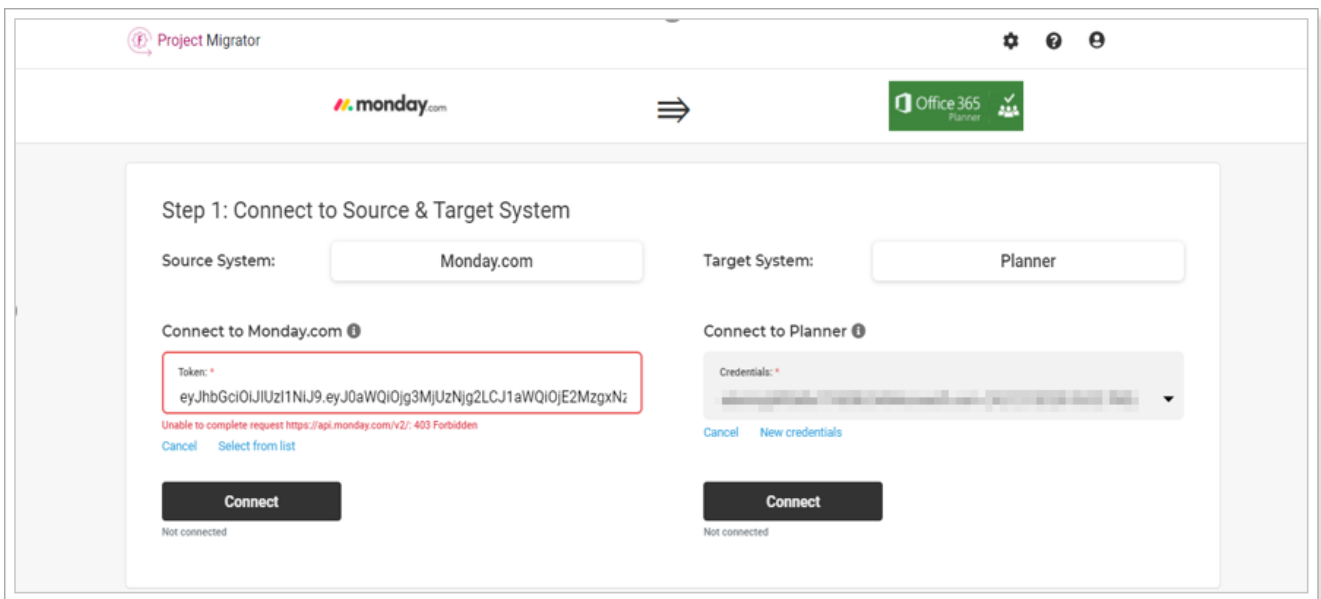 Project Migrator
monday.com
Office 365
Planner
Step 1: Connect to Source & Target System
Source System:
Monday.com
Target System:
Planner
Connect to Monday.com
Token: *
eyJhbGciOiJIUzI1NiJ9.eyJ0aWQiOjg3MjUzNjg2LCJ1aWQiOjE2MzgxNz
Unable to complete request https://api.monday.com/v2/: 403 Forbidden
Cancel Select from list
Connect
Not connected
Connect to Planner
Credentials: *
Cancel New credentials
Connect
Not connected